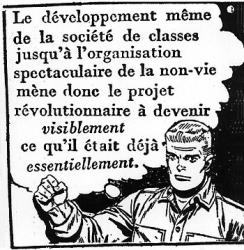 Le développement même
de la société de classes
jusqu'à l'organisation
spectaculaire de la non-vie
mène donc le projet
révolutionnaire à devenir
visiblement
ce qu'il était déjà
essentiellement.